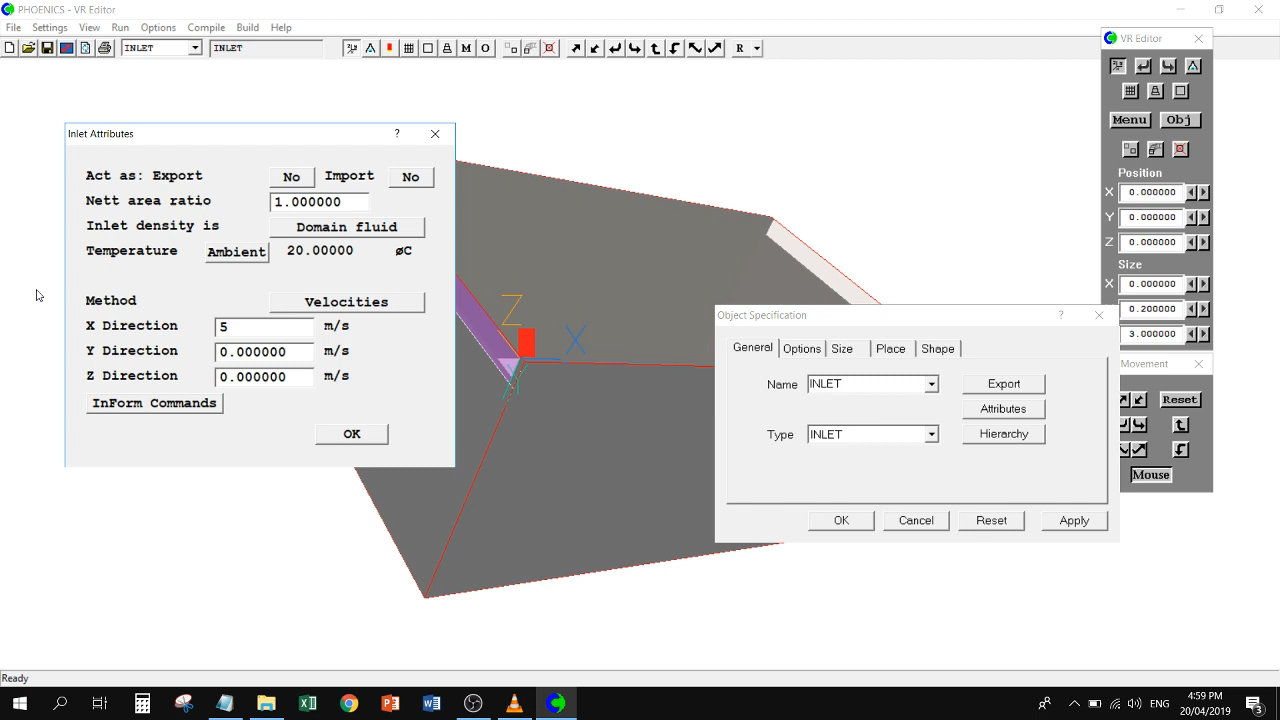 PHOENICS - VR Editor
File Settings View Run Options Compile Build Help
INLET INLET M O R
VR Editor
Menu Obj
Position
X 0.000000
Y 0.000000
Z 0.000000
Size
X 0.000000
0.200000
3.000000
Movement
Reset
Mouse
Inlet Attributes ?
Act as: Export No Import No
Nett area ratio 1.000000
Inlet density is Domain fluid
Temperature Ambient 20.00000 øC
Method Velocities
X Direction 5 m/s
Y Direction 0.000000 m/s
Z Direction 0.000000 m/s
InForm Commands
OK
Z X
Object Specification ?
General Options Size Place Shape
Name INLET Export
Attributes
Type INLET Hierarchy
OK Cancel Reset Apply
Ready
ENG 4:59 PM
20/04/2019 3